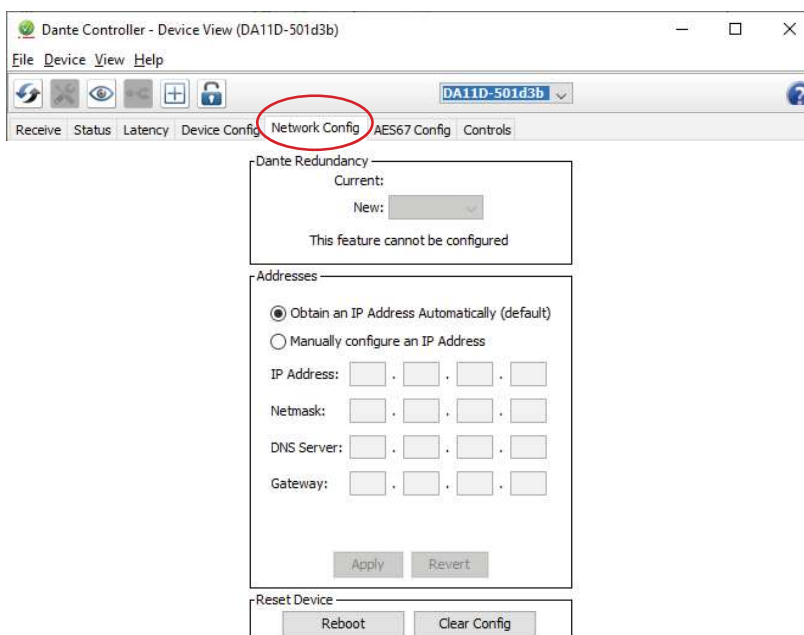 Dante Controller - Device View (DA11D-501d3b)
File Device View Help
DA11D-501d3b
Receive Status Latency Device Config Network Config AES67 Config Controls
Dante Redundancy
Current:
New:
This feature cannot be configured
Addresses
Obtain an IP Address Automatically (default)
Manually configure an IP Address
IP Address: . . .
Netmask: . . .
DNS Server: . . .
Gateway: . . .
Apply Revert
Reset Device
Reboot Clear Config